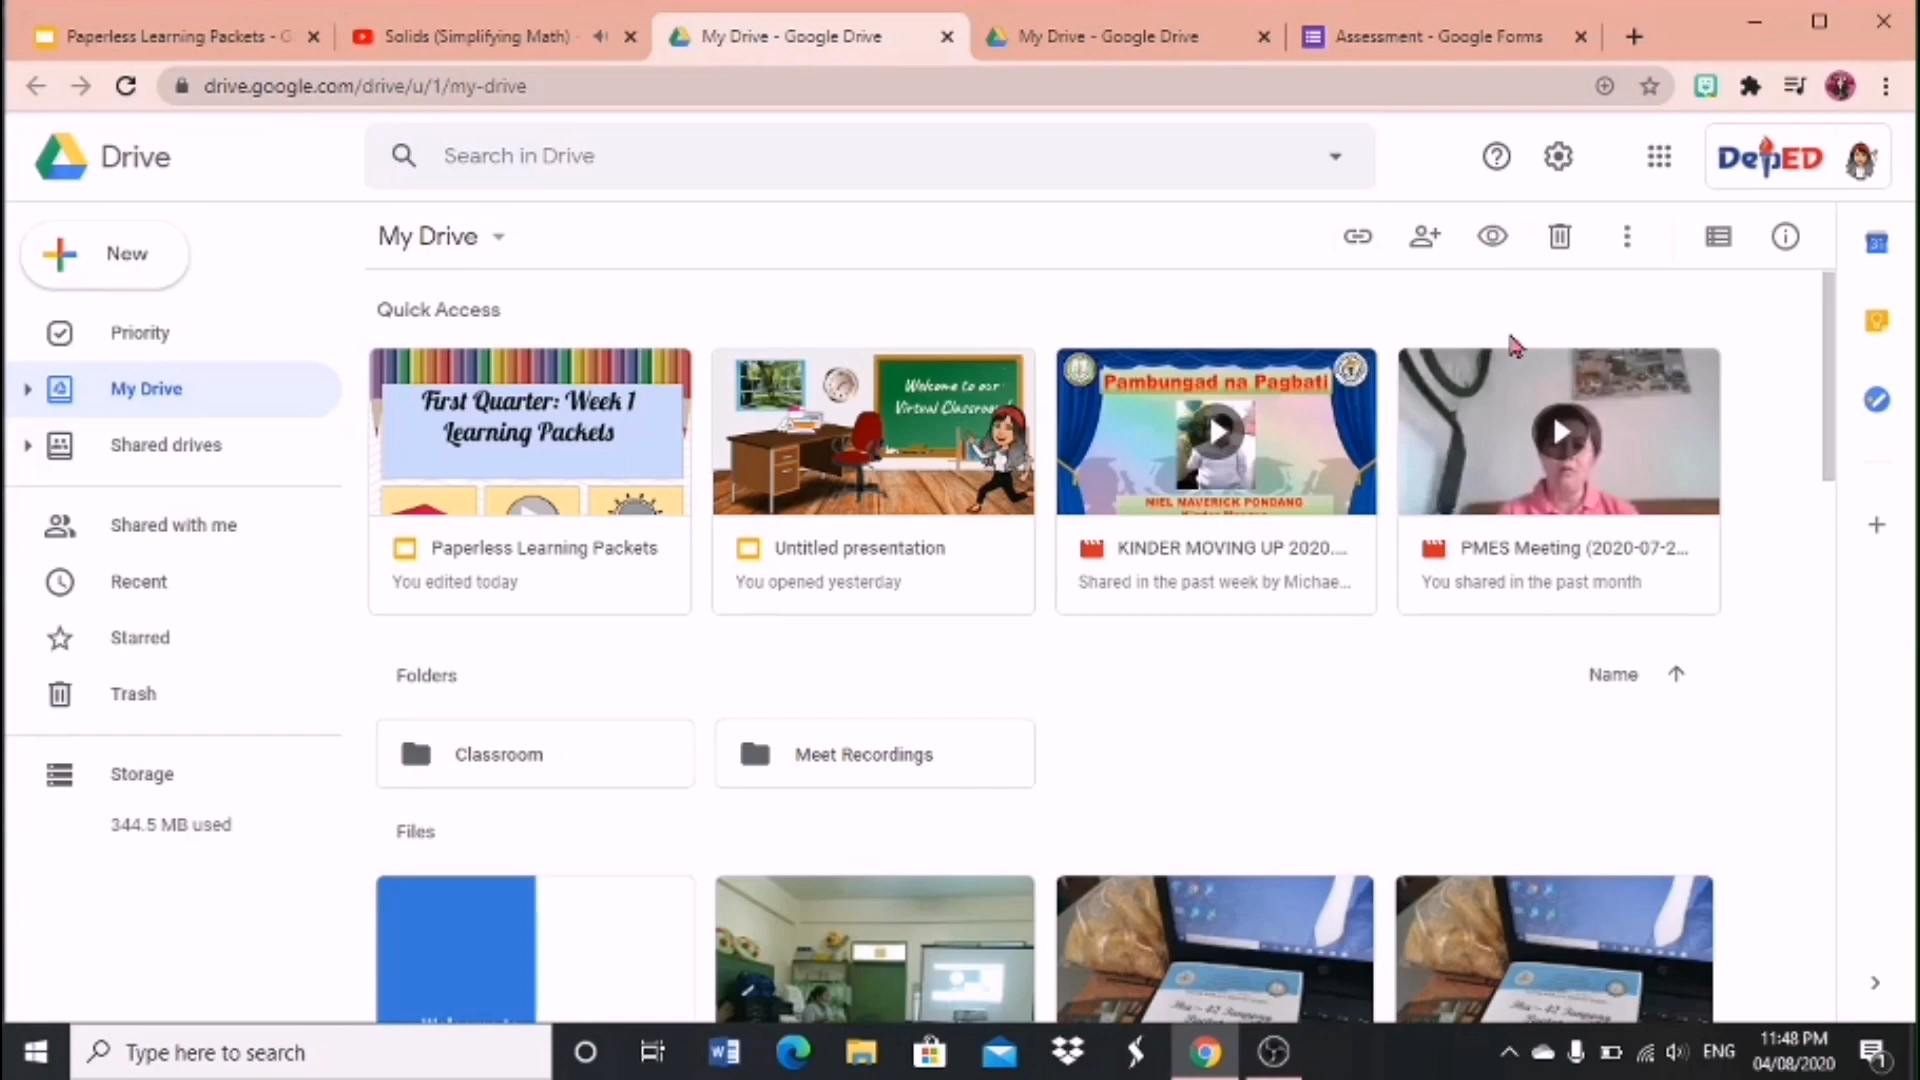 Paperless Learning Packets - G
Solids (Simplifying Math) -
My Drive - Google Drive
My Drive - Google Drive
Assessment - Google Forms
drive.google.com/drive/u/1/my-drive
Drive
Search in Drive
DepED
New
My Drive
31
Quick Access
Priority
My Drive
Shared drives
Shared with me
Recent
Starred
Trash
Storage
344.5 MB used
First Quarter: Week 1
Learning Packets
Welcome to our
Virtual Classroom!
Pambungad na Pagbati
NIEL MAVERICK PONDANG
Paperless Learning Packets
You edited today
Untitled presentation
You opened yesterday
KINDER MOVING UP 2020....
Shared in the past week by Michae...
PMES Meeting (2020-07-2...
You shared in the past month
Folders
Name
Classroom
Meet Recordings
Files
Type here to search
ENG
11:48 PM
04/08/2020
1